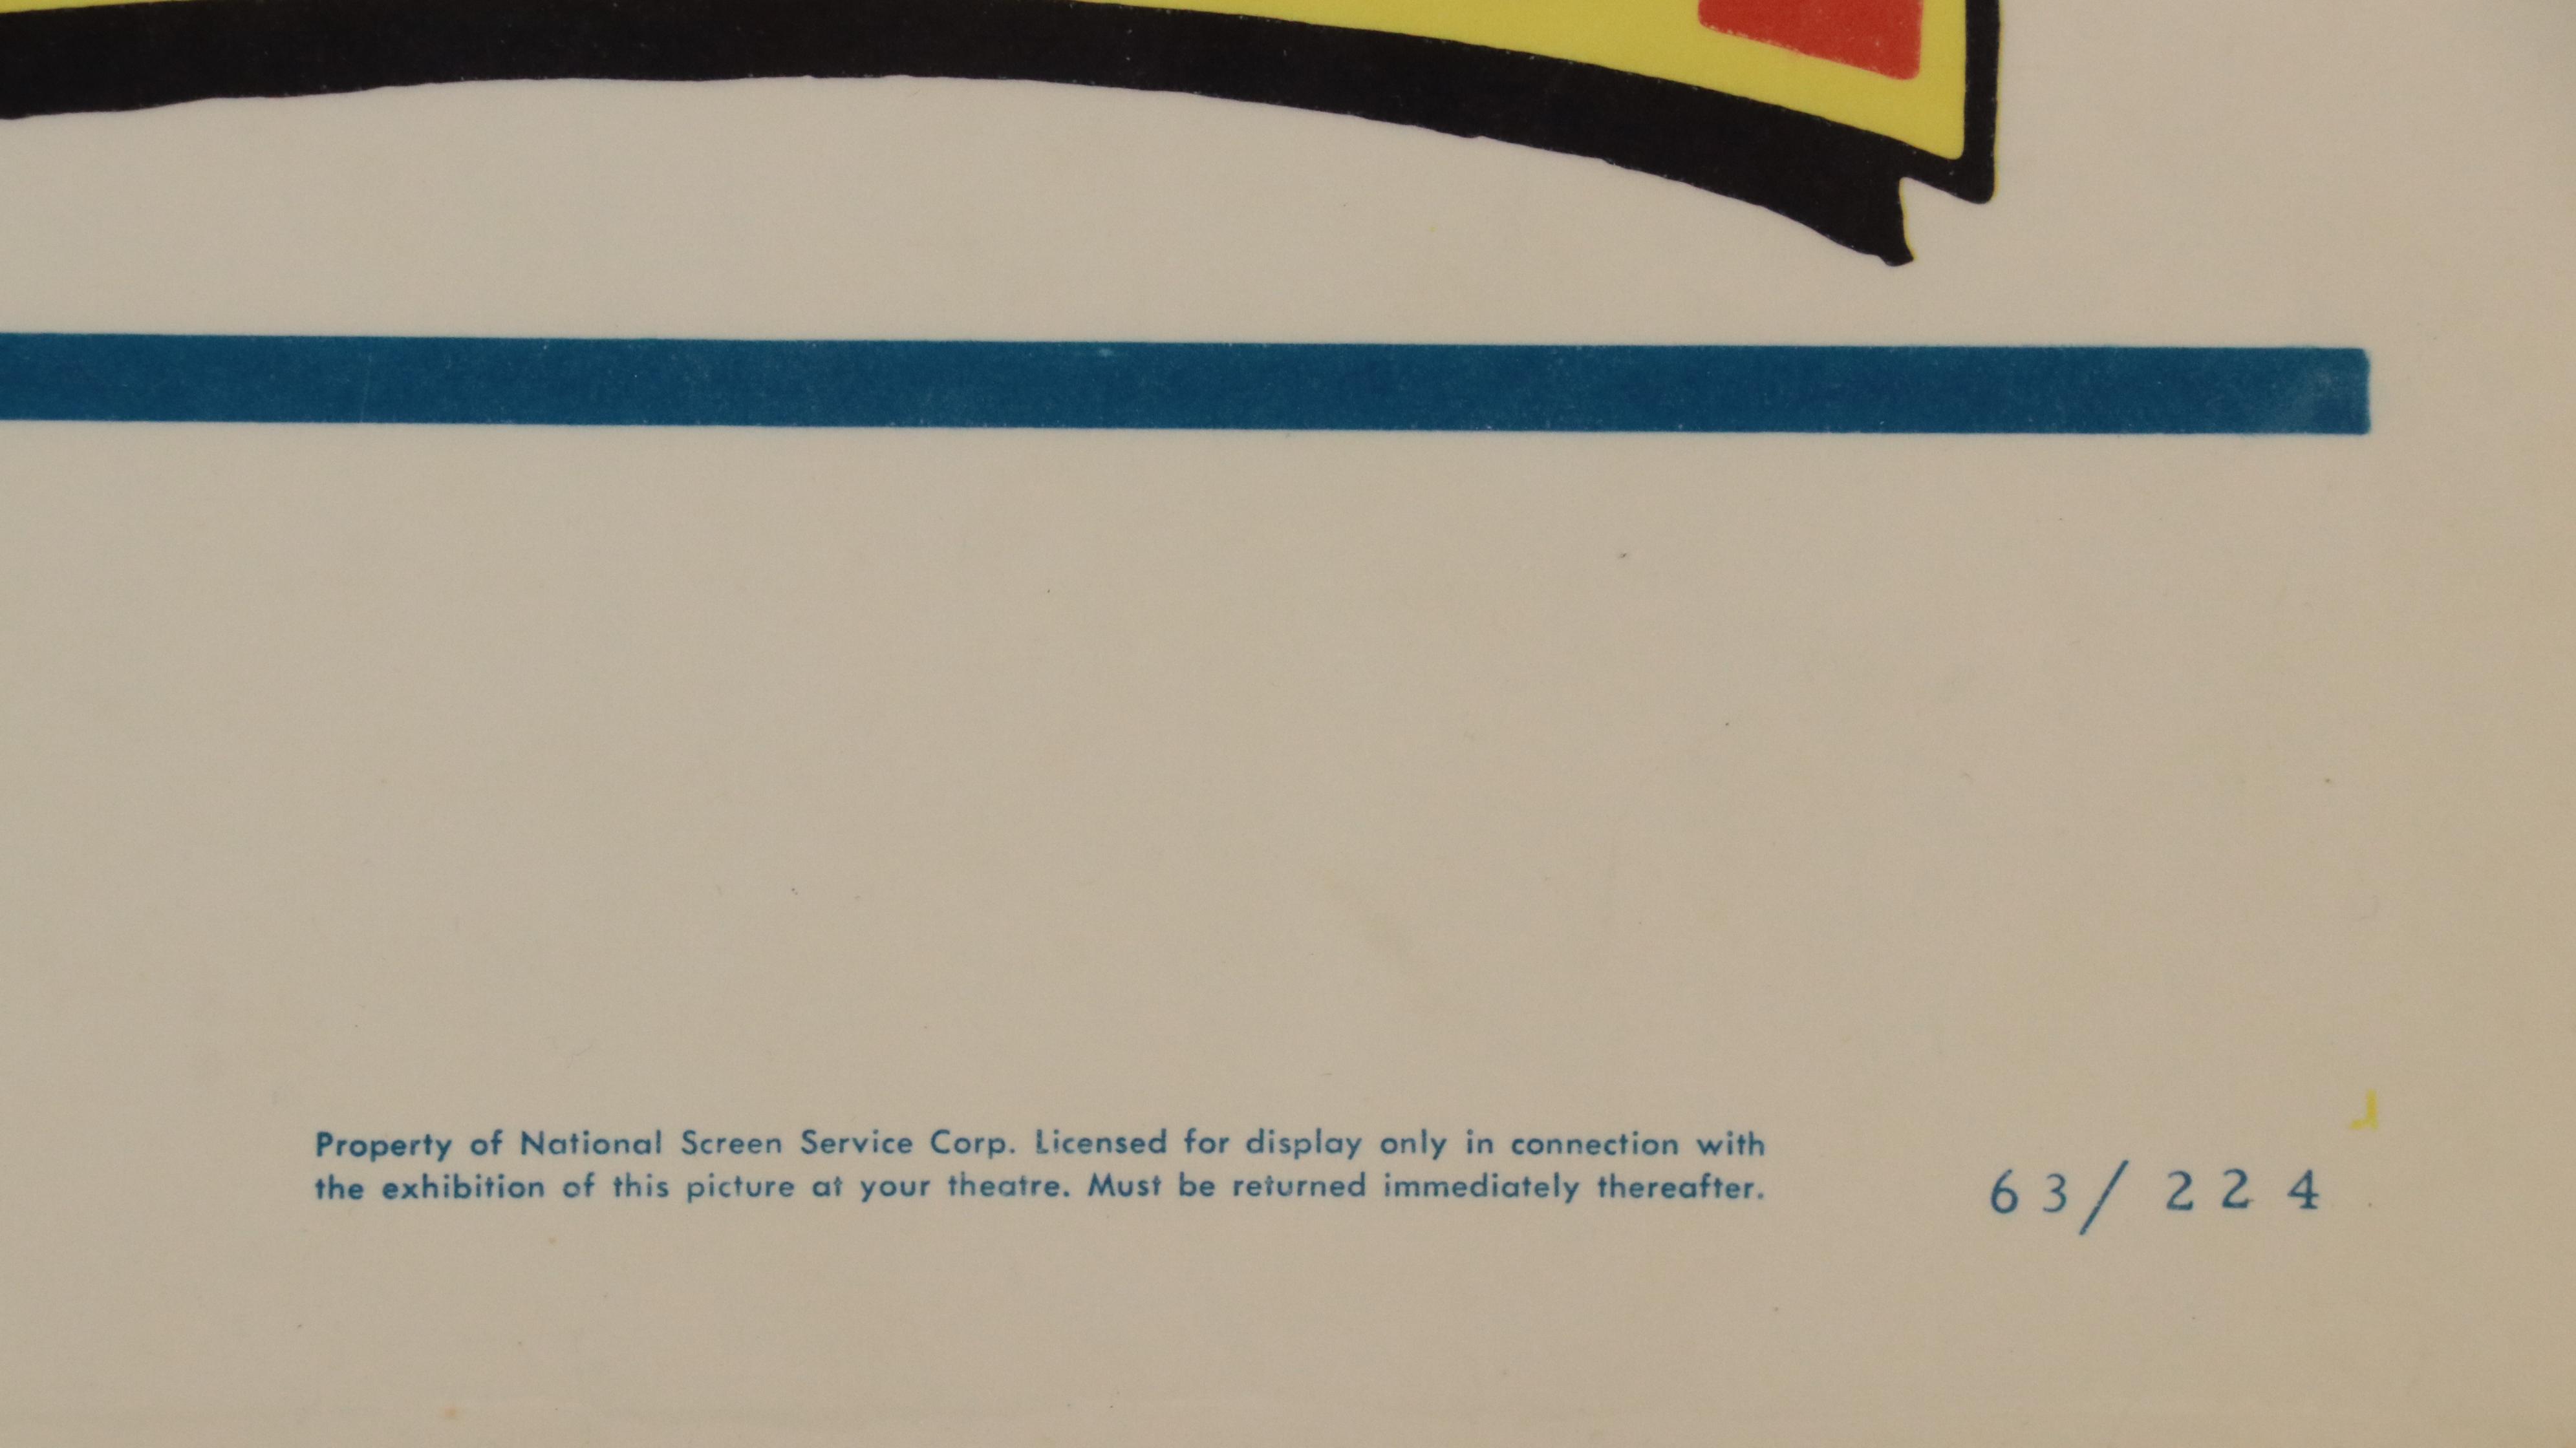 Property of National Screen Service Corp. Licensed for display only in connection with
the exhibition of this picture at your theatre. Must be returned immediately thereafter.
63/224